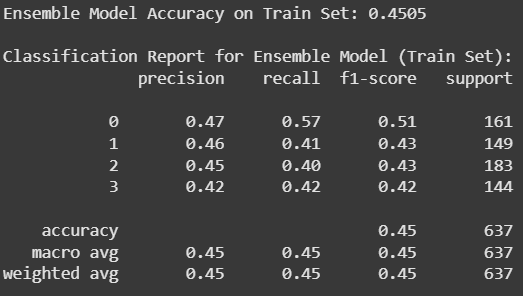 Ensemble Model Accuracy on Train Set: 0.4505
Classification Report for Ensemble Model (Train Set):
precision recall f1-score support
0 0.47 0.57 0.51 161
1 0.46 0.41 0.43 149
2 0.45 0.40 0.43 183
3 0.42 0.42 0.42 144
accuracy 0.45 637
macro avg 0.45 0.45 0.45 637
weighted avg 0.45 0.45 0.45 637